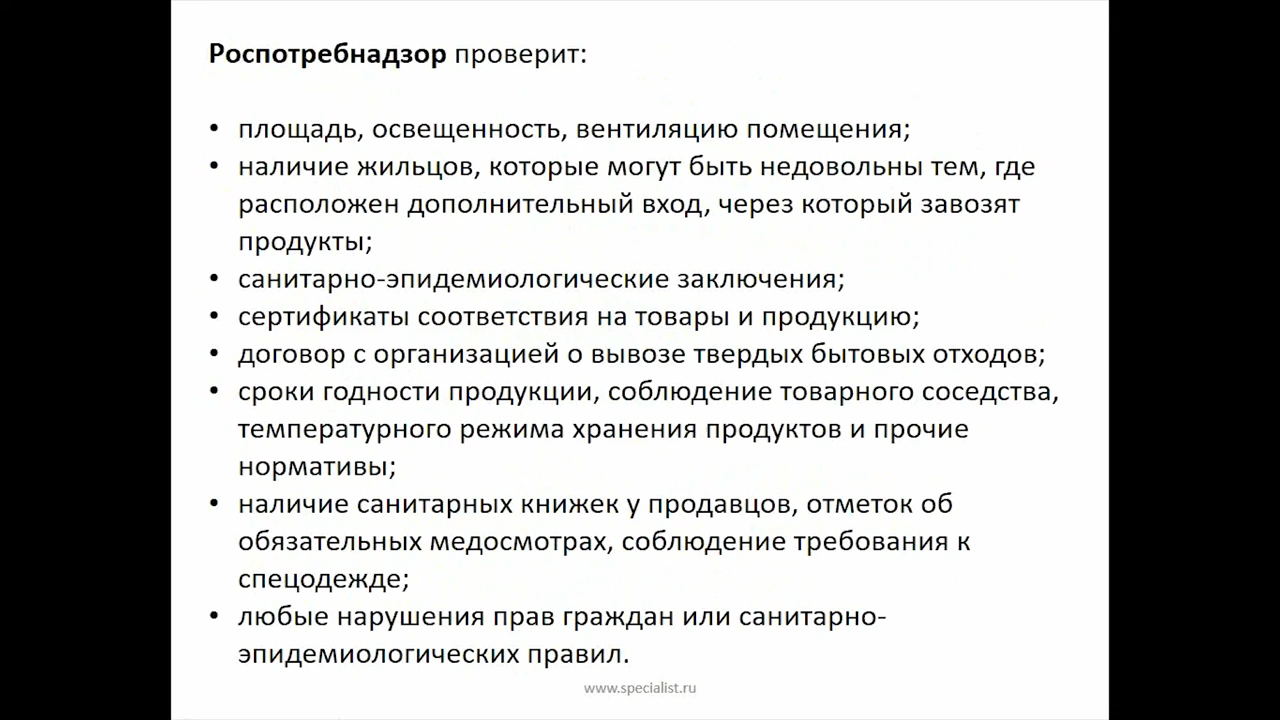 Роспотребнадзор проверит:
• площадь, освещенность, вентиляцию помещения;
• наличие жильцов, которые могут быть недовольны тем, где
расположен дополнительный вход, через который завозят
продукты;
• санитарно-эпидемиологические заключения;
• сертификаты соответствия на товары и продукцию;
• договор с организацией о вывозе твердых бытовых отходов;
• сроки годности продукции, соблюдение товарного соседства,
температурного режима хранения продуктов и прочие
нормативы;
• наличие санитарных книжек у продавцов, отметок об
обязательных медосмотрах, соблюдение требования к
спецодежде;
• любые нарушения прав граждан или санитарно-
эпидемиологических правил.
www.specialist.ru